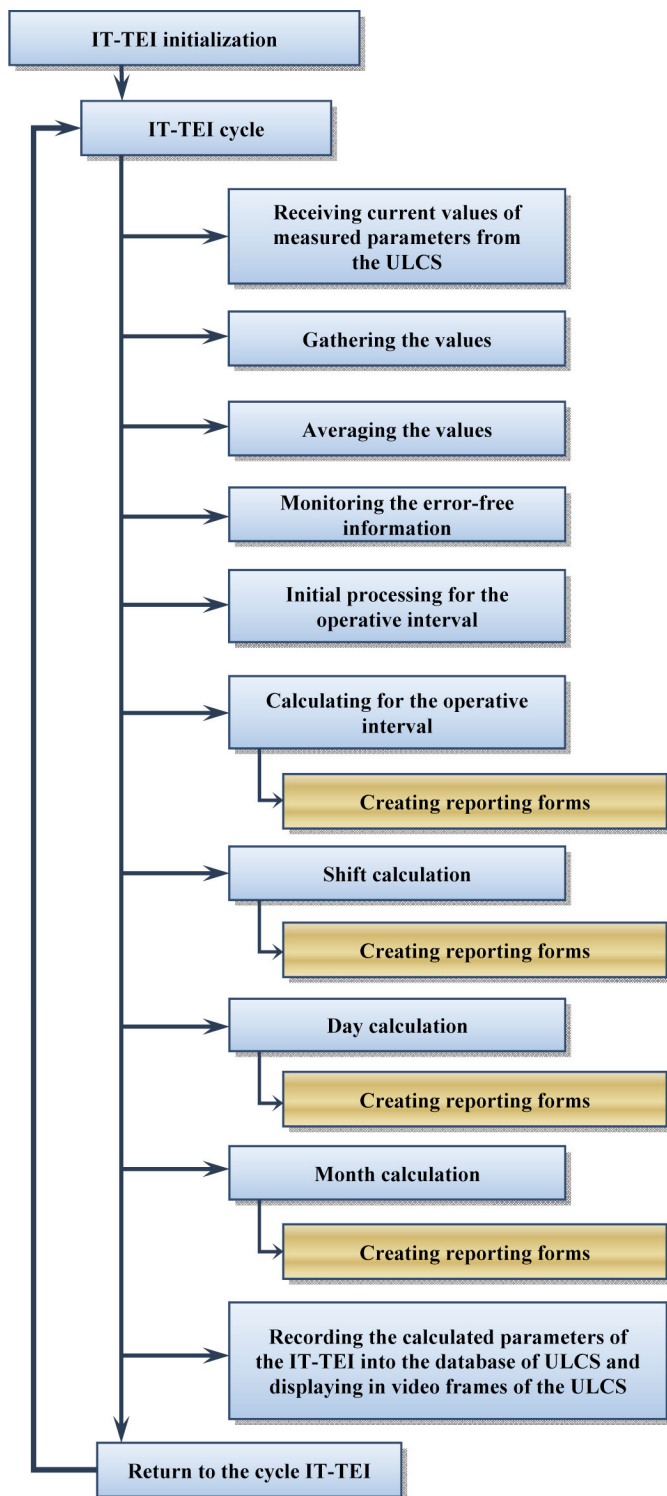 IT-TEI initialization
IT-TEI cycle
Receiving current values of
measured parameters from
the ULCS
Gathering the values
Averaging the values
Monitoring the error-free
information
Initial processing for the
operative interval
Calculating for the operative
interval
Creating reporting forms
Shift calculation
Creating reporting forms
Day calculation
Creating reporting forms
Month calculation
Creating reporting forms
Recording the calculated parameters of
the IT-TEI into the database of ULCS and
displaying in video frames of the ULCS
Return to the cycle IT-TEI